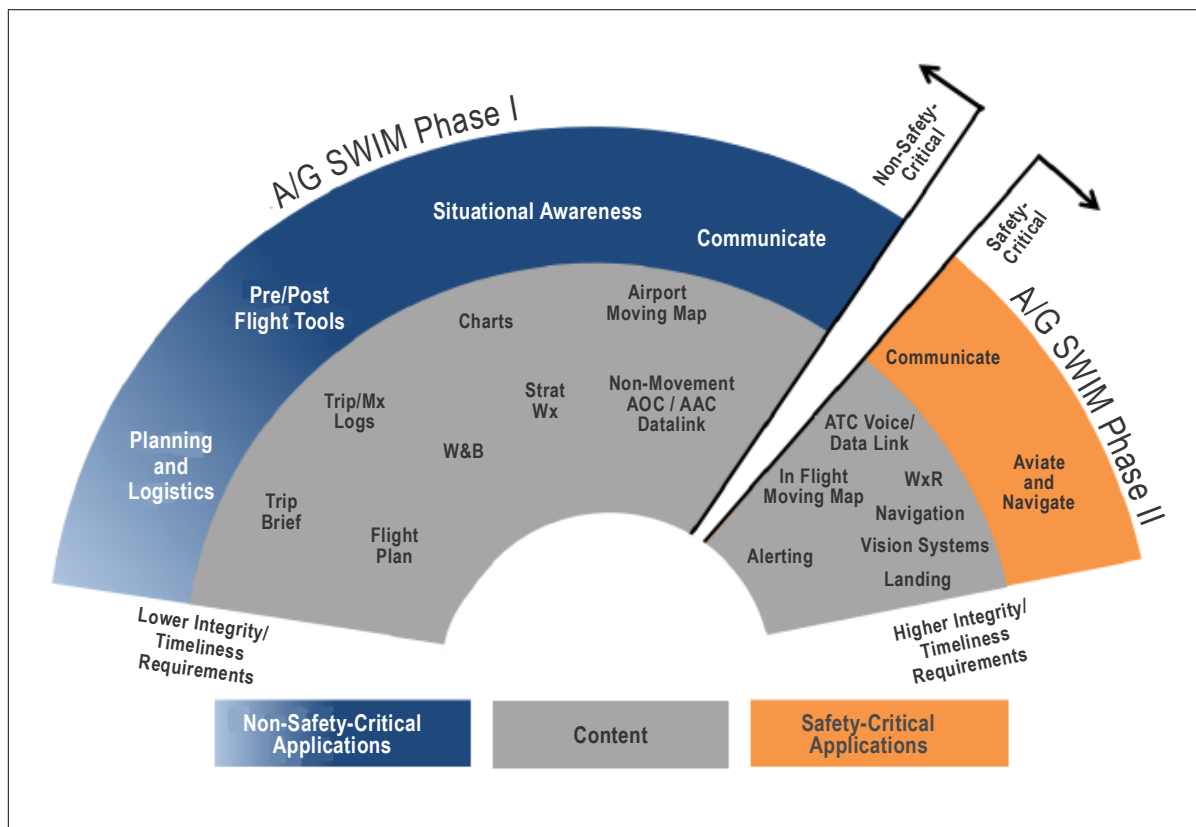 A/G SWIM Phase I
Non-Safety-
Critical
Safety-
Critical
A/G SWIM Phase II
Situational Awareness
Communicate
Pre/Post
Flight Tools
Planning
and
Logistics
Charts
Airport
Moving Map
Trip/Mx
Logs
Strat
Wx
Non-Movement
AOC / AAC
Datalink
W&B
Trip
Brief
Flight
Plan
Communicate
Aviate
and
Navigate
ATC Voice/
Data Link
In Flight
Moving Map
WxR
Navigation
Vision Systems
Alerting
Landing
Lower Integrity/
Timeliness
Requirements
Higher Integrity/
Timeliness
Requirements
Non-Safety-Critical
Applications
Content
Safety-Critical
Applications